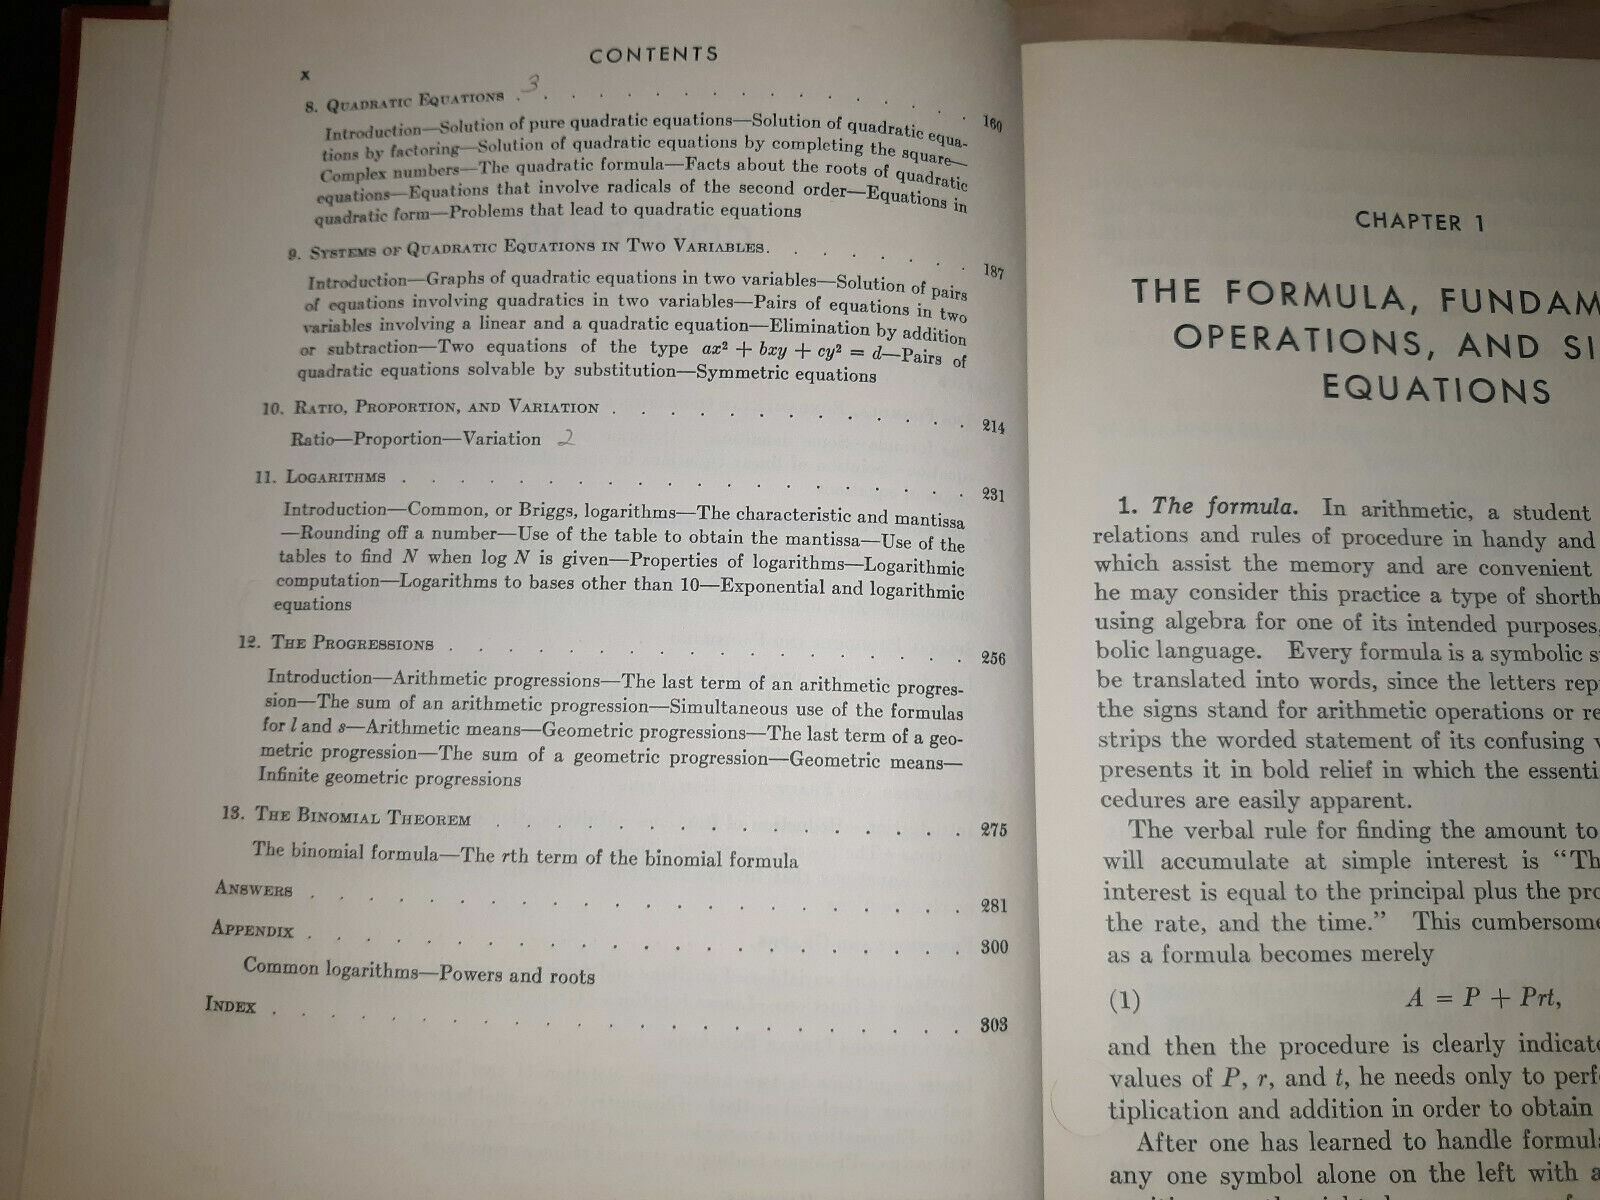 CONTENTS
x
8. QUADRATIC EQUATIONS . 3 . . . . . . . . . . . . . 160
Introduction—Solution of pure quadratic equations—Solution of quadratic equa-
tions by factoring—Solution of quadratic equations by completing the square—
Complex numbers—The quadratic formula—Facts about the roots of quadratic
equations—Equations that involve radicals of the second order—Equations in
quadratic form—Problems that lead to quadratic equations
9. SYSTEMS OF QUADRATIC EQUATIONS IN TWO VARIABLES. . . . . . . . 187
Introduction—Graphs of quadratic equations in two variables—Solution of pairs
of equations involving quadratics in two variables—Pairs of equations in two
variables involving a linear and a quadratic equation—Elimination by addition
or subtraction—Two equations of the type ax² + bxy + cy² = d—Pairs of
quadratic equations solvable by substitution—Symmetric equations
10. RATIO, PROPORTION, AND VARIATION . . . . . . . . . . . . . 214
Ratio—Proportion—Variation 2
11. LOGARITHMS . . . . . . . . . . . . . . . . . . . . 231
Introduction—Common, or Briggs, logarithms—The characteristic and mantissa
—Rounding off a number—Use of the table to obtain the mantissa—Use of the
tables to find N when log N is given—Properties of logarithms—Logarithmic
computation—Logarithms to bases other than 10—Exponential and logarithmic
equations
12. THE PROGRESSIONS . . . . . . . . . . . . . . . . . . 256
Introduction—Arithmetic progressions—The last term of an arithmetic progres-
sion—The sum of an arithmetic progression—Simultaneous use of the formulas
for l and s—Arithmetic means—Geometric progressions—The last term of a geo-
metric progression—The sum of a geometric progression—Geometric means—
Infinite geometric progressions
13. THE BINOMIAL THEOREM . . . . . . . . . . . . . . . . 275
The binomial formula—The rth term of the binomial formula
ANSWERS . . . . . . . . . . . . . . . . . . . . . . 281
APPENDIX . . . . . . . . . . . . . . . . . . . . . . 300
Common logarithms—Powers and roots
INDEX . . . . . . . . . . . . . . . . . . . . . . . 303
CHAPTER 1
THE FORMULA, FUNDAM
OPERATIONS, AND SI
EQUATIONS
1. The formula. In arithmetic, a student
relations and rules of procedure in handy and
which assist the memory and are convenient
he may consider this practice a type of shorth
using algebra for one of its intended purposes,
bolic language. Every formula is a symbolic s
be translated into words, since the letters rep
the signs stand for arithmetic operations or re
strips the worded statement of its confusing
presents it in bold relief in which the essenti
cedures are easily apparent.
The verbal rule for finding the amount to
will accumulate at simple interest is “Th
interest is equal to the principal plus the pro
the rate, and the time.” This cumbersome
as a formula becomes merely
(1) A = P + Prt,
and then the procedure is clearly indicat
values of P, r, and t, he needs only to perf
tiplication and addition in order to obtain
After one has learned to handle formul
any one symbol alone on the left with a